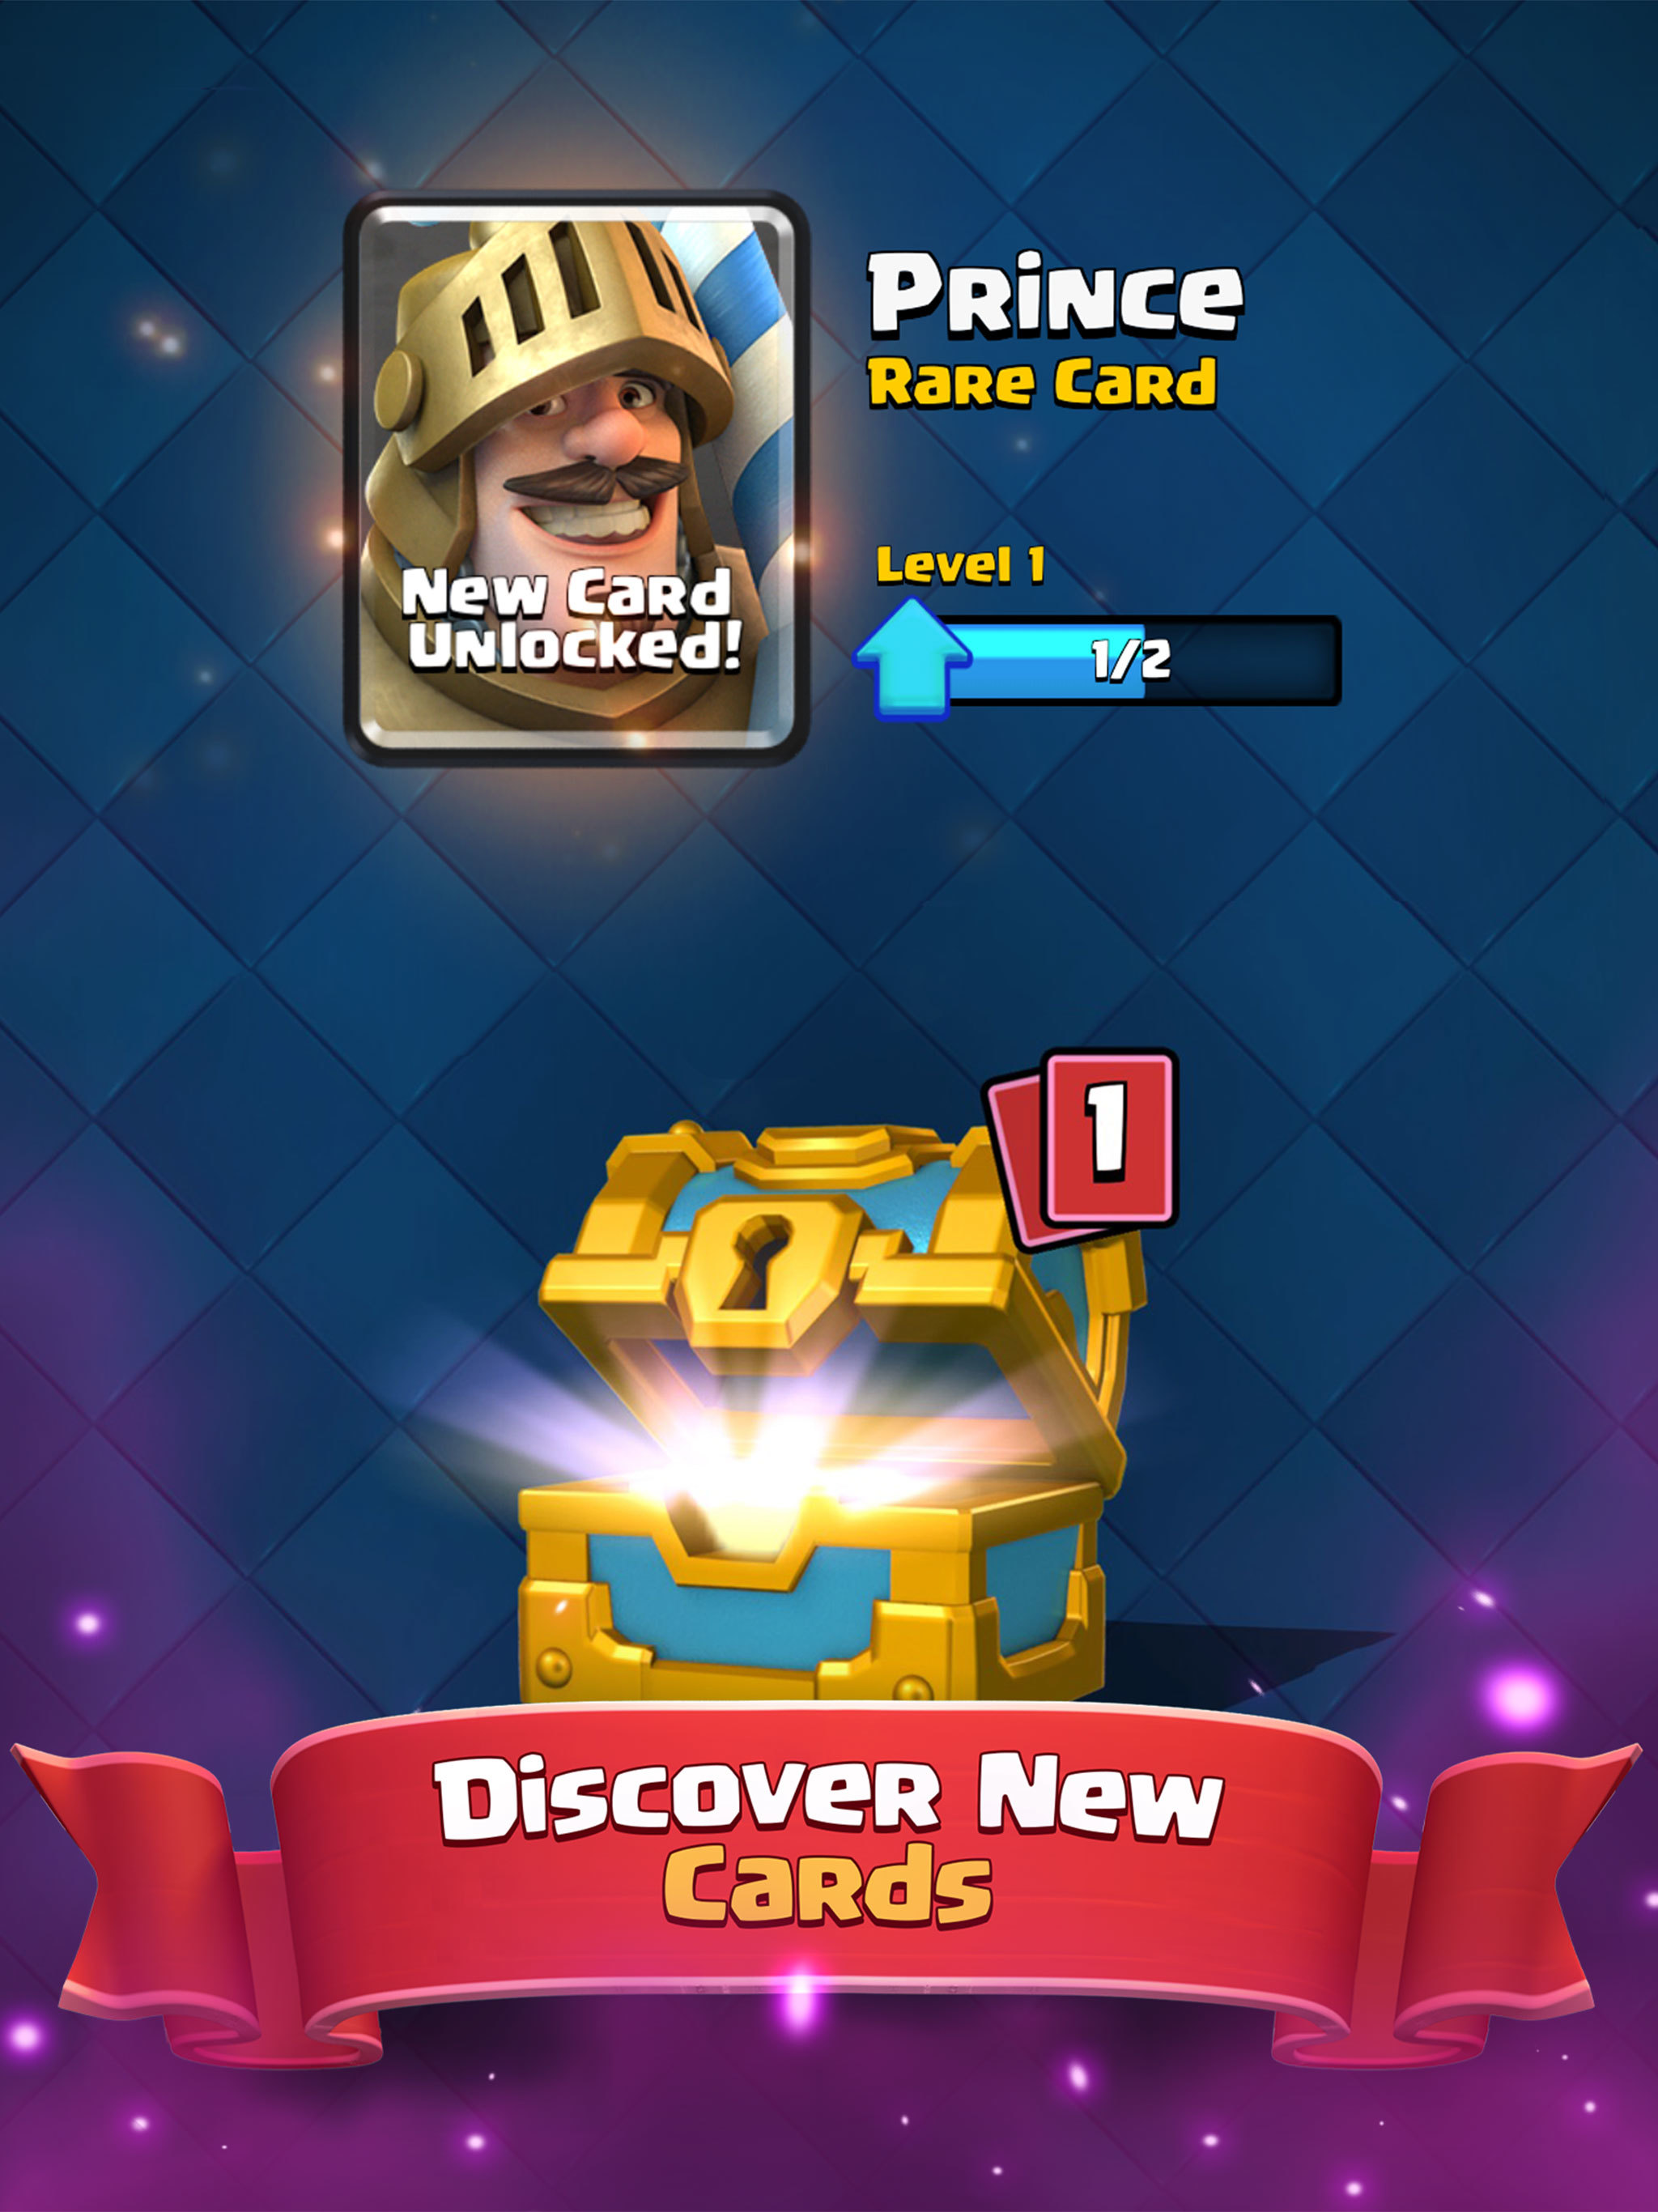 Prince
Rare Card
New Card
Unlocked!
Level 1
1/2
1
Discover New
Cards